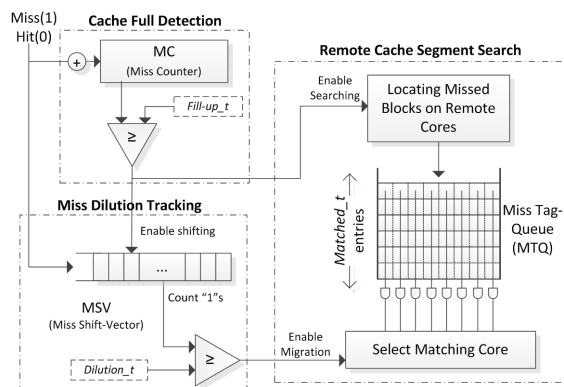 Miss(1)
Hit(0)
Cache Full Detection
+
MC
(Miss Counter)
Fill-up_t
≥
Remote Cache Segment Search
Enable
Searching
Locating Missed
Blocks on Remote
Cores
Matched_t
entries
Miss Tag-
Queue
(MTQ)
Miss Dilution Tracking
Enable shifting
...
MSV
(Miss Shift-Vector)
Count "1"s
Dilution_t
≥
Enable
Migration
Select Matching Core